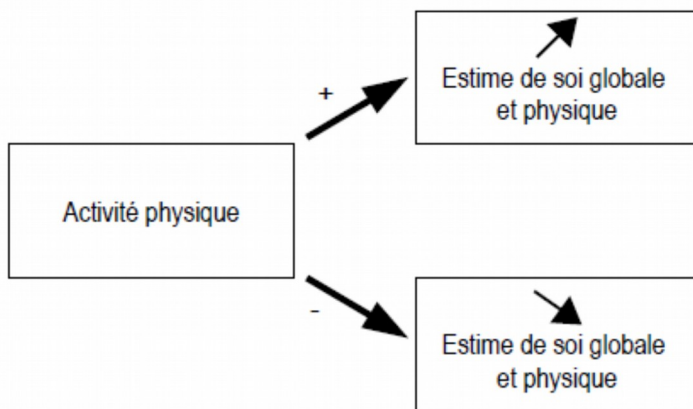 +
Estime de soi globale
et physique
Activité physique
-
Estime de soi globale
et physique